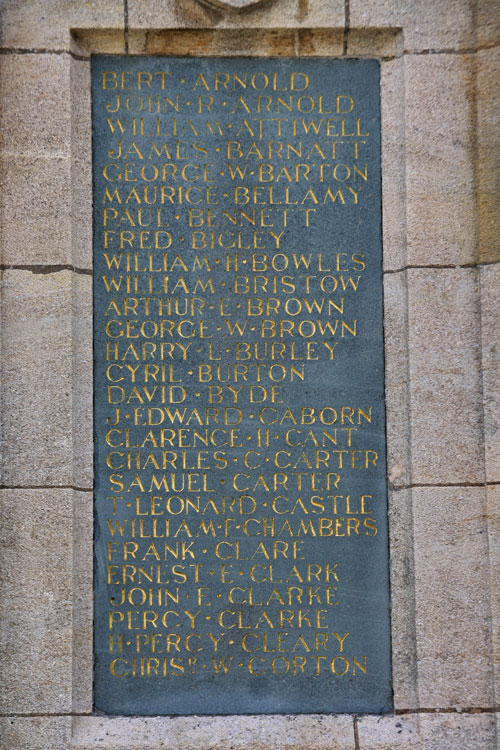 BERT · ARNOLD
JOHN · R · ARNOLD
WILLIAM · ATTIWELL
JAMES · BARNATT
GEORGE · W · BARTON
MAURICE · BELLAMY
PAUL · BENNETT
FRED · BIGLEY
WILLIAM · H · BOWLES
WILLIAM · BRISTOW
ARTHUR · E · BROWN
GEORGE · W · BROWN
HARRY · L · BURLEY
CYRIL · BURTON
DAVID · BYDE
J · EDWARD · CABORN
CLARENCE · H · CANT
CHARLES · C · CARTER
SAMUEL · CARTER
T · LEONARD · CASTLE
WILLIAM · F · CHAMBERS
FRANK · CLARE
ERNEST · E · CLARK
JOHN · E · CLARKE
PERCY · CLARKE
H · PERCY · CLEARY
CHRISR · W · CORTON